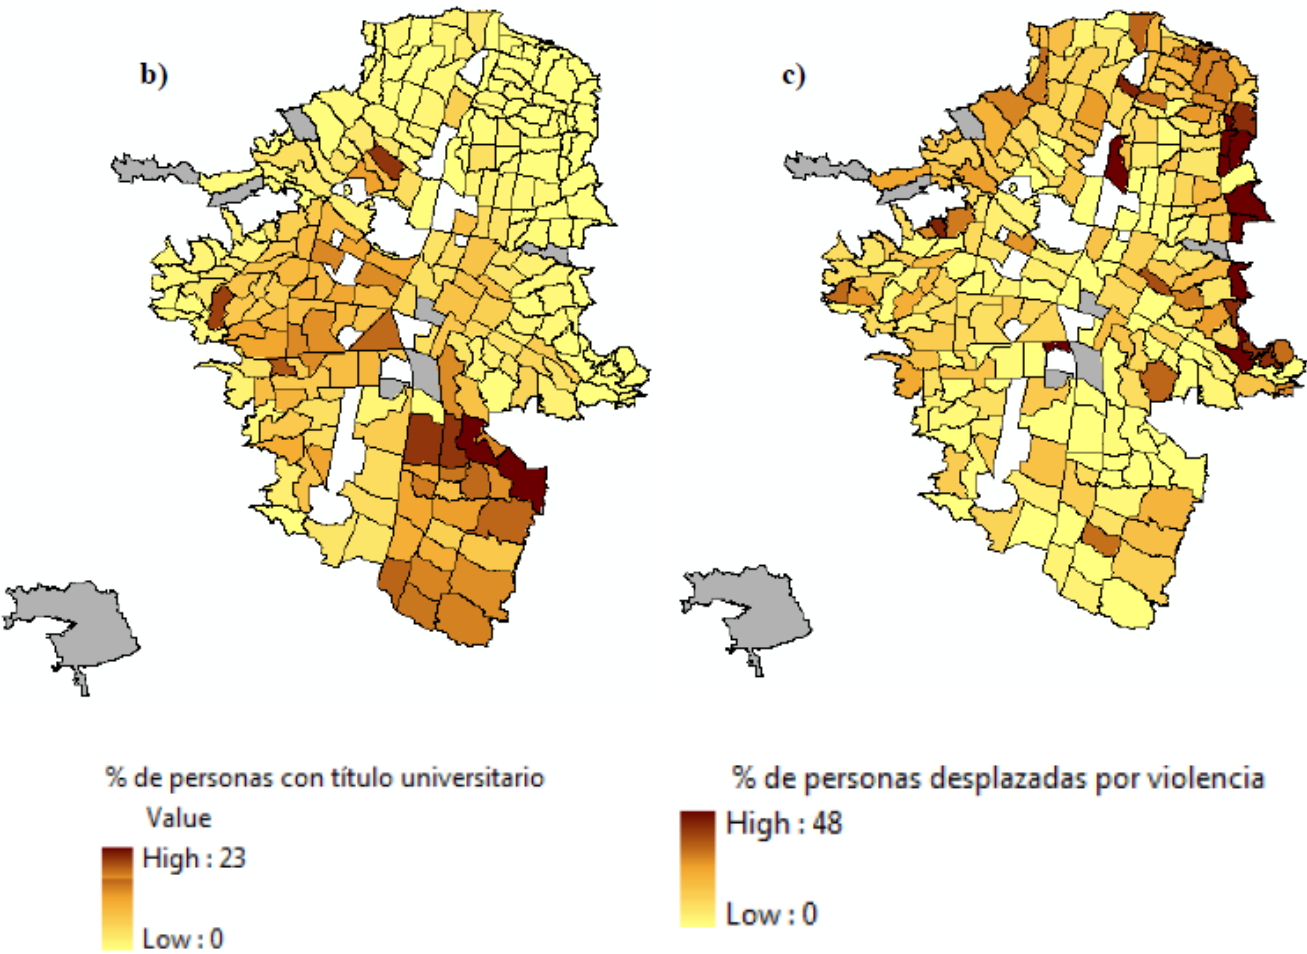 b)
c)
% de personas con título universitario
Value
High : 23
Low : 0
% de personas desplazadas por violencia
High : 48
Low : 0